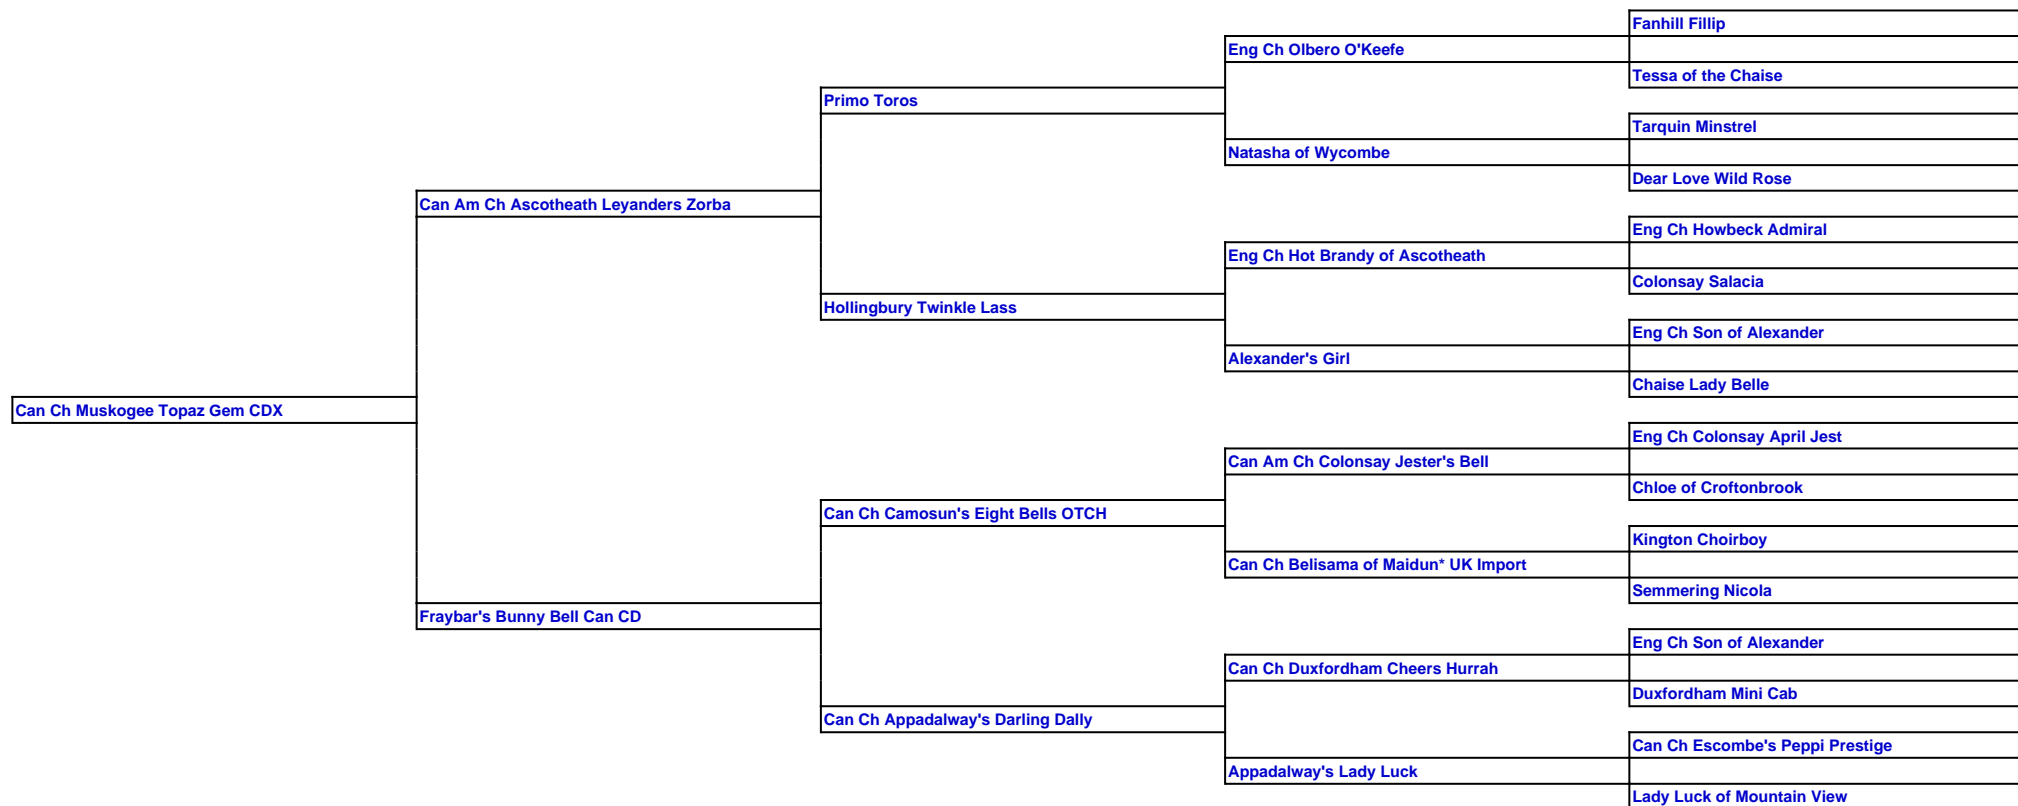 Fanhill Fillip
Eng Ch Olbero O'Keefe
Tessa of the Chaise
Primo Toros
Tarquin Minstrel
Natasha of Wycombe
Dear Love Wild Rose
Can Am Ch Ascotheath Leyanders Zorba
Eng Ch Howbeck Admiral
Eng Ch Hot Brandy of Ascotheath
Colonsay Salacia
Hollingbury Twinkle Lass
Eng Ch Son of Alexander
Alexander's Girl
Chaise Lady Belle
Can Ch Muskogee Topaz Gem CDX
Eng Ch Colonsay April Jest
Can Am Ch Colonsay Jester's Bell
Chloe of Croftonbrook
Can Ch Camosun's Eight Bells OTCH
Kington Choirboy
Can Ch Belisama of Maidun* UK Import
Semmering Nicola
Fraybar's Bunny Bell Can CD
Eng Ch Son of Alexander
Can Ch Duxfordham Cheers Hurrah
Duxfordham Mini Cab
Can Ch Appadalway's Darling Dally
Can Ch Escombe's Peppi Prestige
Appadalway's Lady Luck
Lady Luck of Mountain View